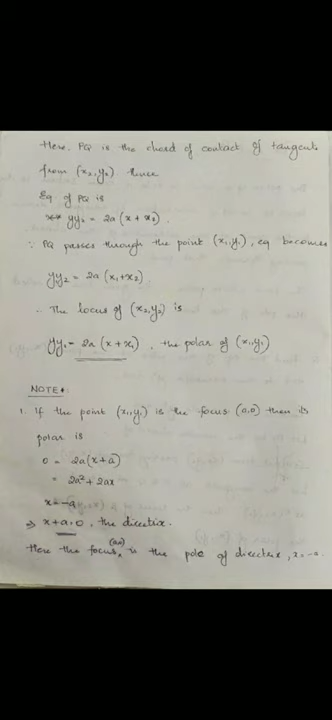 Here, PQ is the chord of contact of tangents
from (x₂,y₂) thence
Eq of PQ is
yy₂ = 2a (x + x₂).
∵ PQ passes through the point (x₁,y₁), eq becomes
y₁y₂ = 2a (x₁+x₂)
∴ The locus of (x₂,y₂) is
yy₁ = 2a (x + x₁), the polar of (x₁,y₁)
NOTE:
1. If the point (x₁,y₁) is the focus (a,0) then its
polar is
0 = 2a(x+a)
= 2a²+2ax
x = -a
⇒ x+a=0, the directrix.
Here the focus (a,0) is the pole of directrix, x=-a.